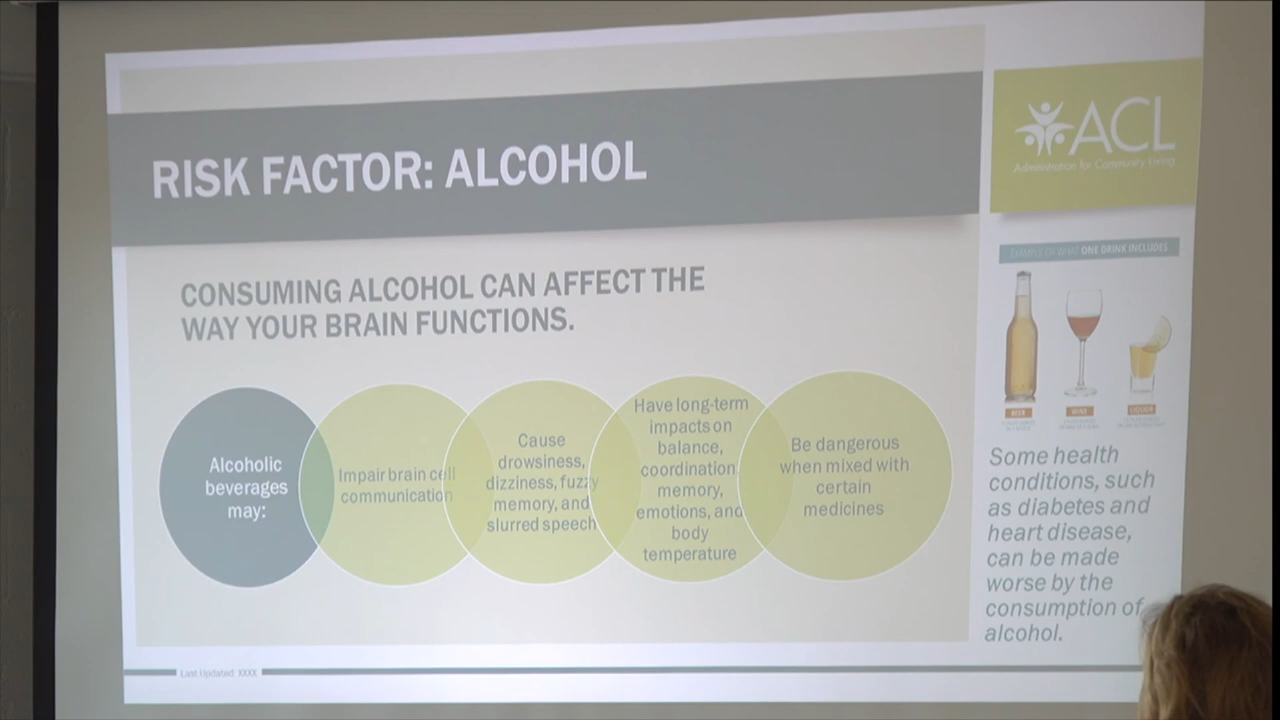 RISK FACTOR: ALCOHOL
ACL
Administration for Community Living
CONSUMING ALCOHOL CAN AFFECT THE
WAY YOUR BRAIN FUNCTIONS.
Alcoholic
beverages
may:
Impair brain cell
communication
Cause
drowsiness,
dizziness, fuzzy
memory, and
slurred speech
Have long-term
impacts on
balance,
coordination,
memory,
emotions, and
body
temperature
Be dangerous
when mixed with
certain
medicines
EXAMPLE OF WHAT ONE DRINK INCLUDES
BEER
WINE
LIQUOR
Some health
conditions, such
as diabetes and
heart disease,
can be made
worse by the
consumption of
alcohol.
Last Updated: XXXX